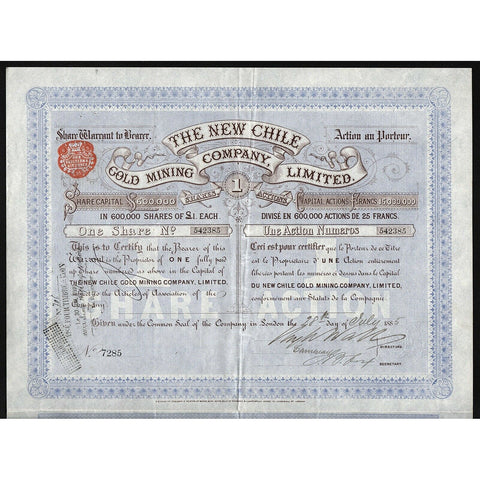 Share Warrant to Bearer.
THE NEW CHILE
Action au Porteur.
GOLD MINING
COMPANY,
LIMITED.
SHARE CAPITAL £600,000
SHARES
1
ACTIONS
CAPITAL ACTIONS FRANCS 15,000,000
IN 600,000 SHARES OF £1 EACH.
DIVISÉ EN 600,000 ACTIONS DE 25 FRANCS.
One Share No 542385
Une Action Numéros 542385
This is to Certify that the Bearer of this
Warrant is the Proprietor of ONE fully paid
up Share numbered as above in the Capital of
THE NEW CHILE GOLD MINING COMPANY, LIMITED,
the Articles of Association of the
Company.
Ceci est pour certifier que le Porteur de ce Titre
est le Propriétaire d'UNE Action entièrement
libérée portant les numéros ci dessus dans le Capital
DU NEW CHILE GOLD MINING COMPANY, LIMITED,
conformément aux Statuts de la Compagnie.
SHARE 1 ACTION
Given under the Common Seal of the Company in London the day of July 188
DIRECTORS.
No 7285
SECRETARY.